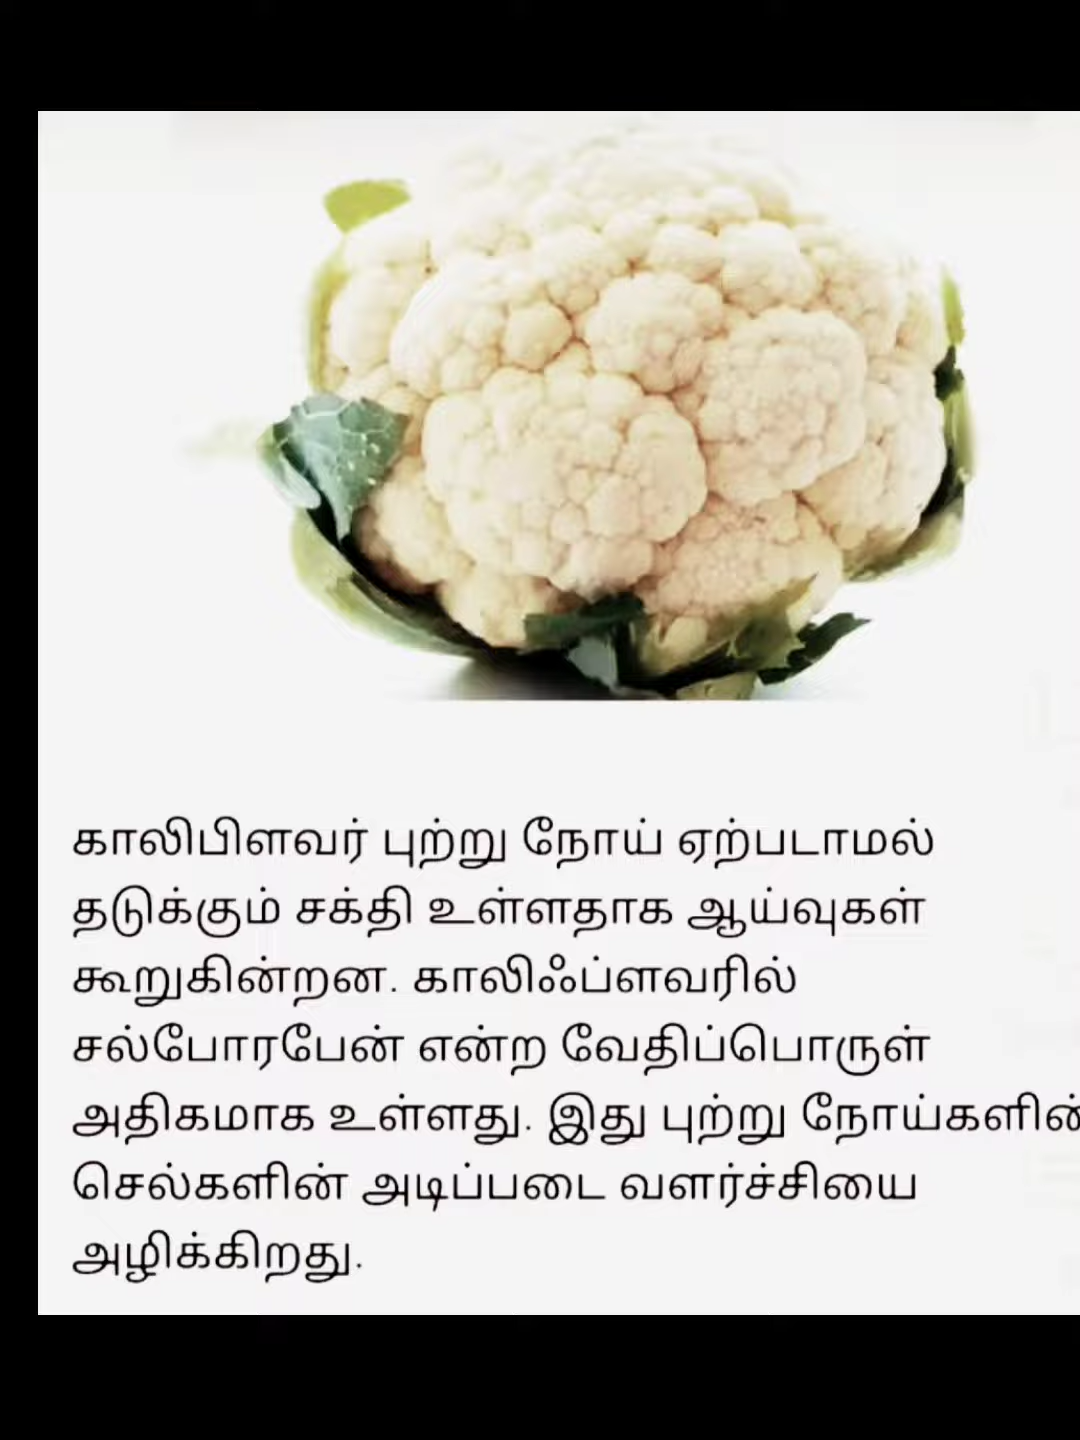 காலிபிளவர் புற்று நோய் ஏற்படாமல்
தடுக்கும் சக்தி உள்ளதாக ஆய்வுகள்
கூறுகின்றன. காலிஃப்ளவரில்
சல்போரபேன் என்ற வேதிப்பொருள்
அதிகமாக உள்ளது. இது புற்று நோய்களின்
செல்களின் அடிப்படை வளர்ச்சியை
அழிக்கிறது.